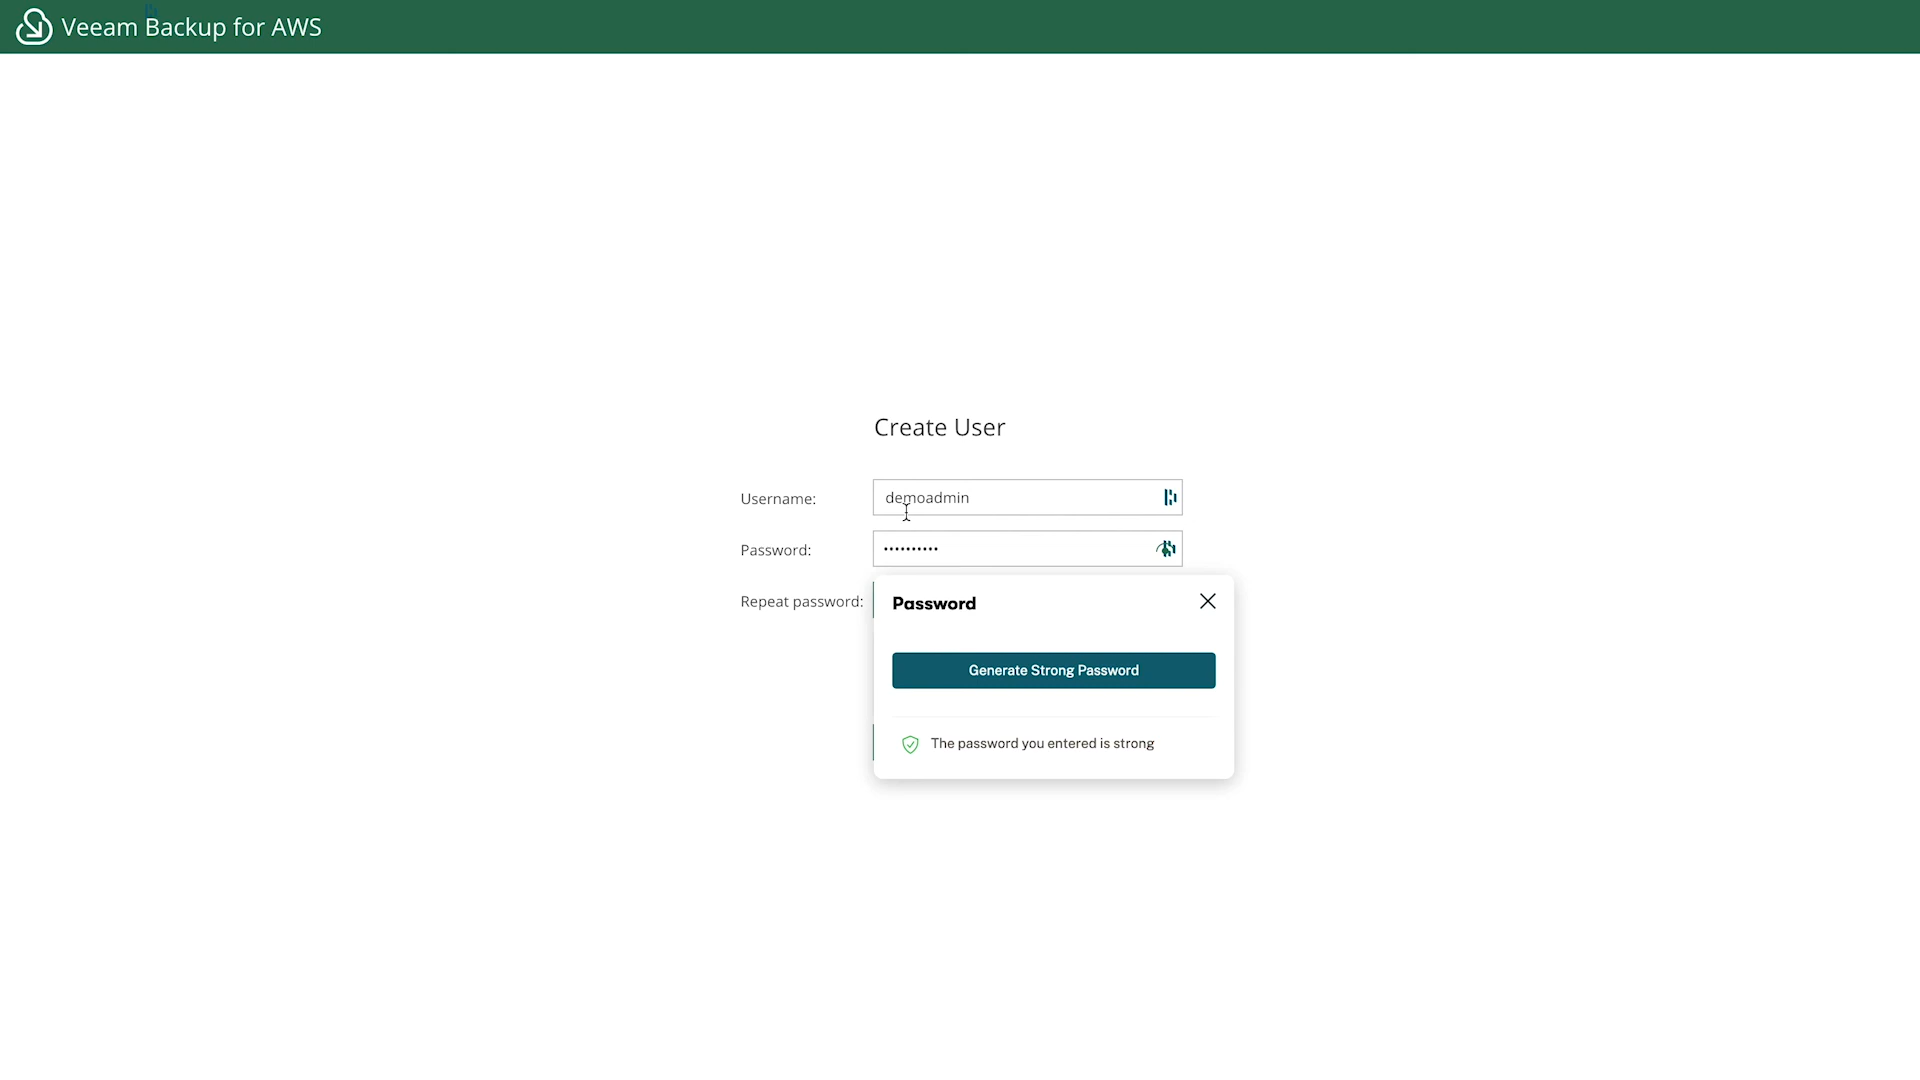 Veeam Backup for AWS
Create User
Username: demoadmin
Password: ••••••••••
Repeat password:
Password
Generate Strong Password
The password you entered is strong